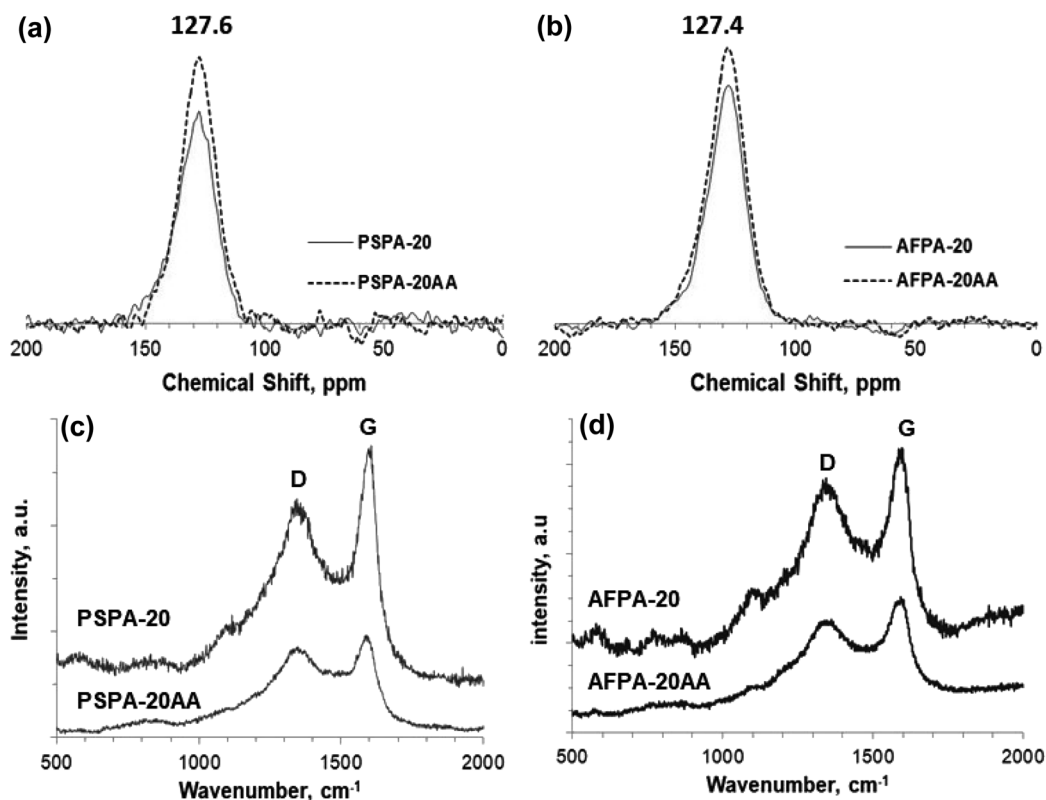 (a)
127.6
PSPA-20
PSPA-20AA
200 150 100 50 0
Chemical Shift, ppm
(b)
127.4
AFPA-20
AFPA-20AA
200 150 100 50 0
Chemical Shift, ppm
(c)
G
D
Intensity, a.u.
PSPA-20
PSPA-20AA
500 1000 1500 2000
Wavenumber, cm-1
(d)
G
D
intensity, a.u
AFPA-20
AFPA-20AA
500 1000 1500 2000
Wavenumber, cm-1